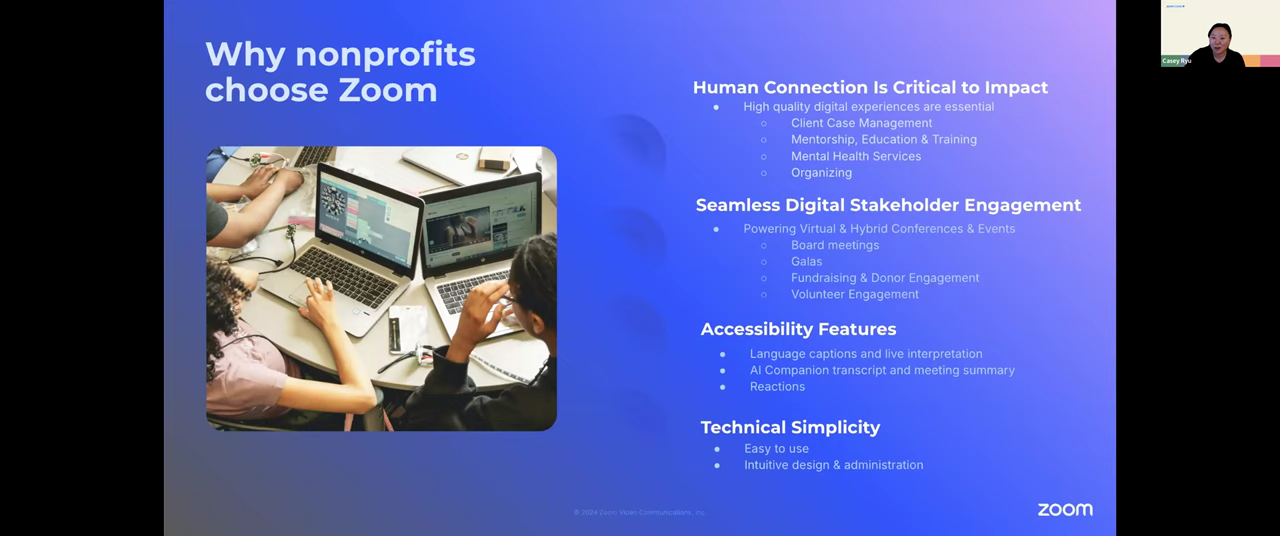 Why nonprofits
choose Zoom
Human Connection Is Critical to Impact
● High quality digital experiences are essential
○ Client Case Management
○ Mentorship, Education & Training
○ Mental Health Services
○ Organizing
Seamless Digital Stakeholder Engagement
● Powering Virtual & Hybrid Conferences & Events
○ Board meetings
○ Galas
○ Fundraising & Donor Engagement
○ Volunteer Engagement
Accessibility Features
● Language captions and live interpretation
● AI Companion transcript and meeting summary
● Reactions
Technical Simplicity
● Easy to use
● Intuitive design & administration
© 2024 Zoom Video Communications, Inc.
zoom
Casey Ryu